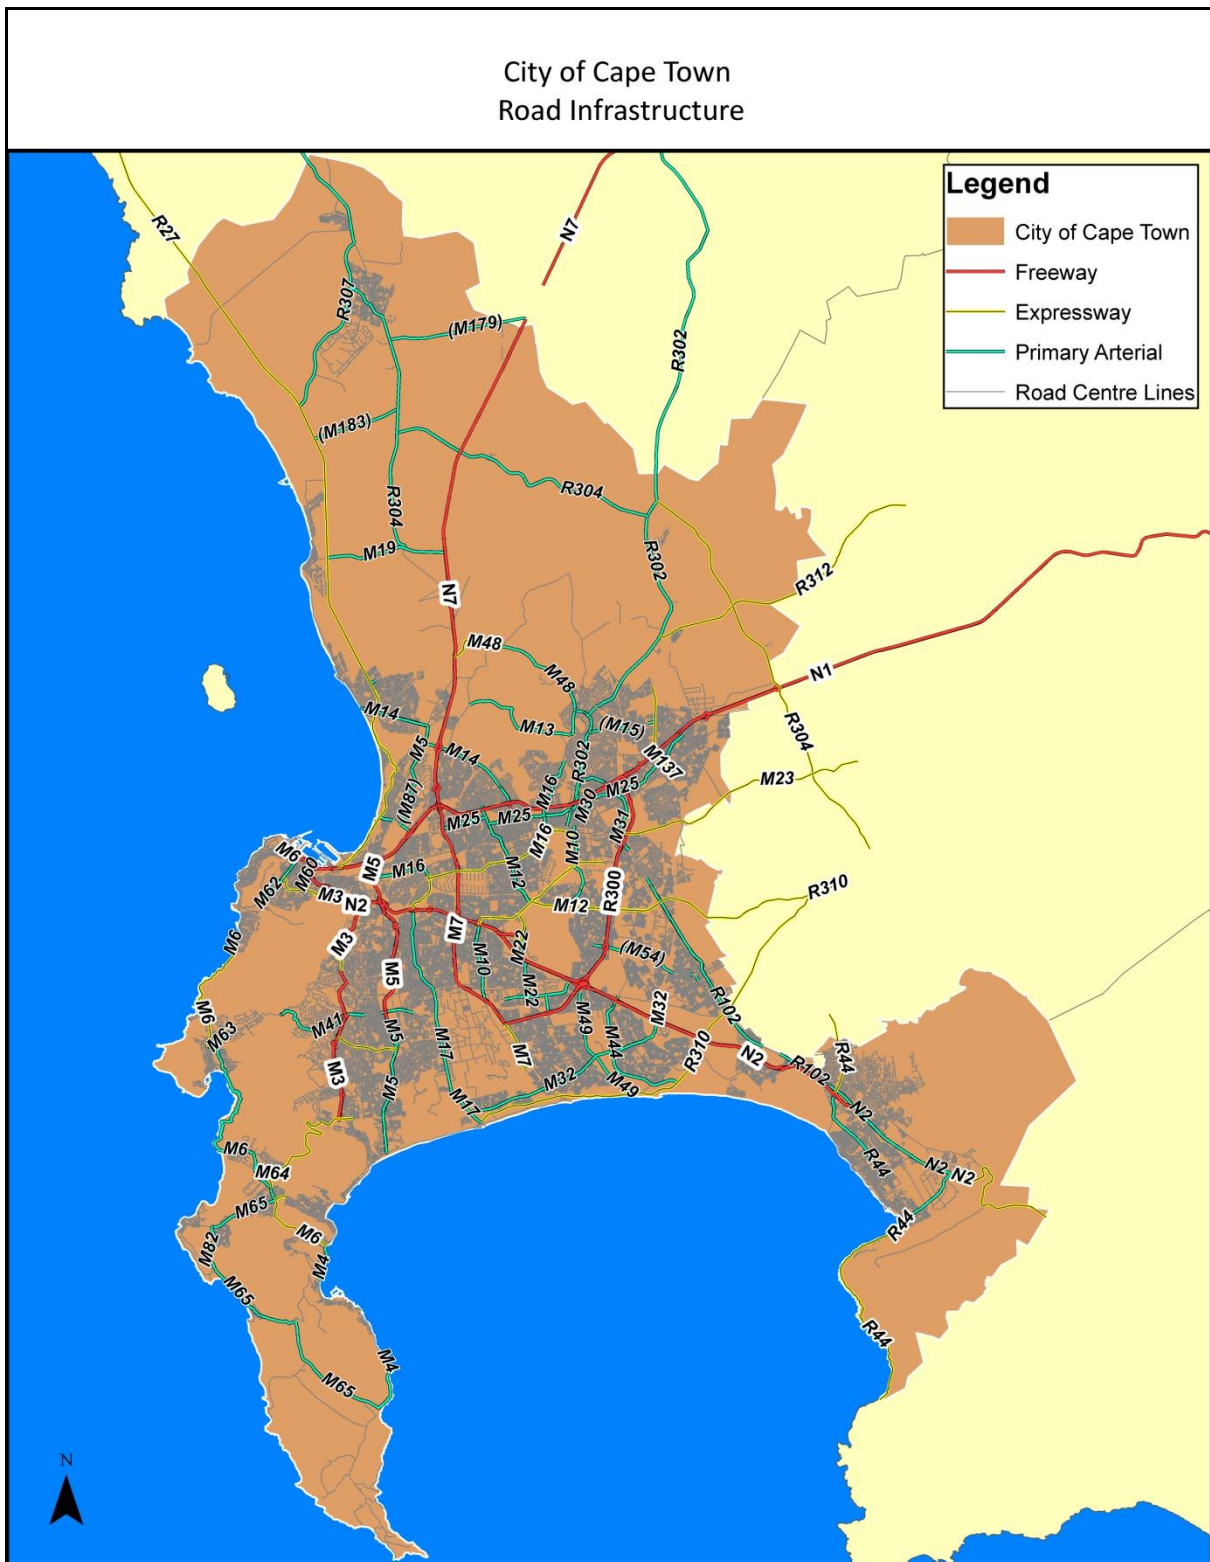 City of Cape Town
Road Infrastructure
Legend
City of Cape Town
Freeway
Expressway
Primary Arterial
Road Centre Lines
R27
N7
R307
(M179)
R302
(M183)
R304
R304
M19
R302
R312
N7
M48
M48
N1
M14
M13
(M15)
R304
M5
M14
R302
M137
M23
M16
(M87)
M25
M30
M25
M25
M31
M16
M10
M6
M60
M5
M16
M62
M3
N2
M12
M12
R300
R310
M6
M3
M7
M22
M10
(M54)
M5
M22
R102
M6
M63
M41
M5
M17
M49
M44
M32
R310
N2
M7
R44
R102
M3
M5
M32
M49
M17
N2
R44
M6
M64
N2
N2
M65
M6
M82
M4
R44
M65
R44
M4
M65
N